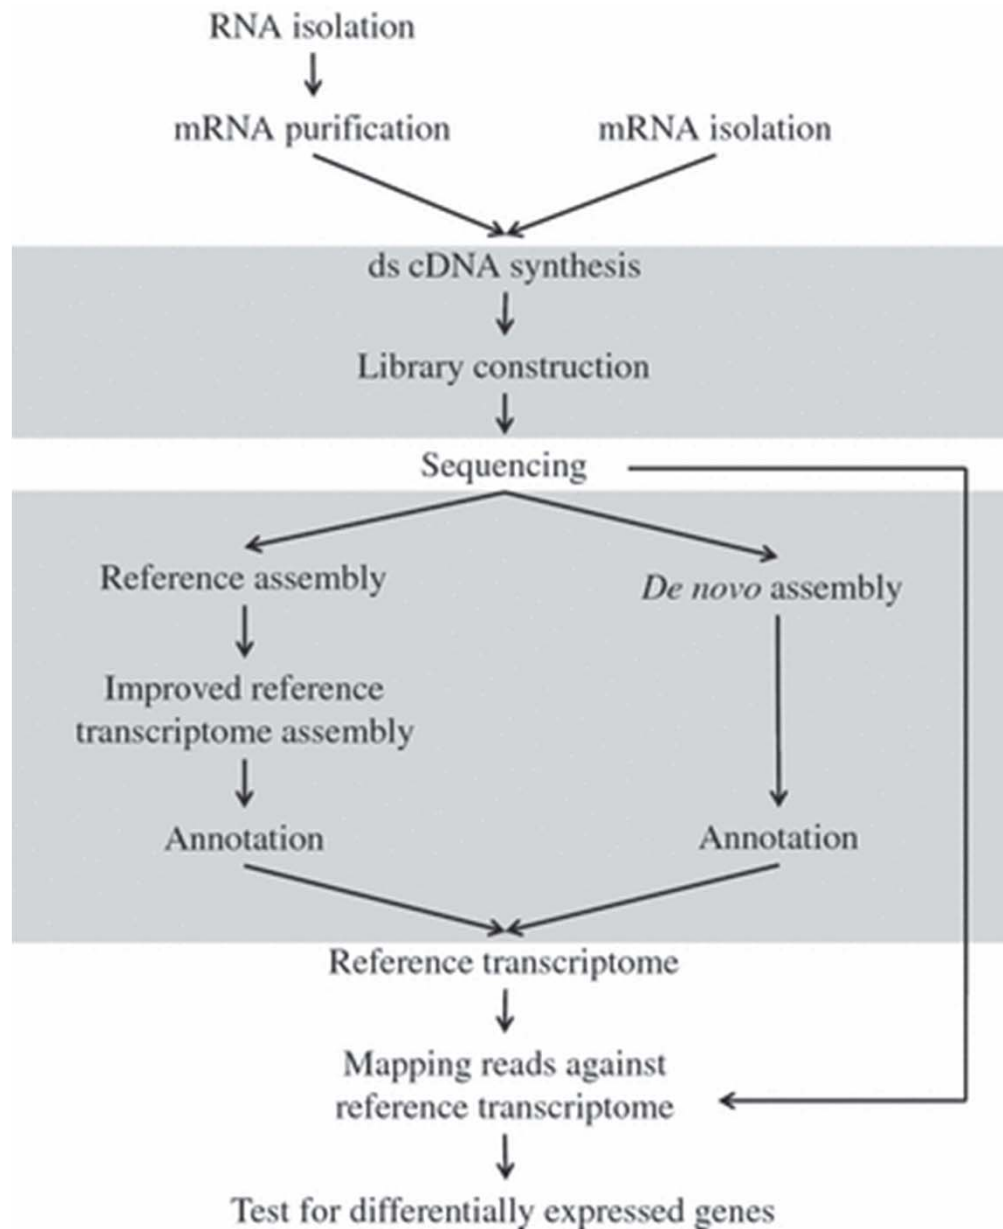 RNA isolation
mRNA purification
mRNA isolation
ds cDNA synthesis
Library construction
Sequencing
Reference assembly
De novo assembly
Improved reference
transcriptome assembly
Annotation
Annotation
Reference transcriptome
Mapping reads against
reference transcriptome
Test for differentially expressed genes